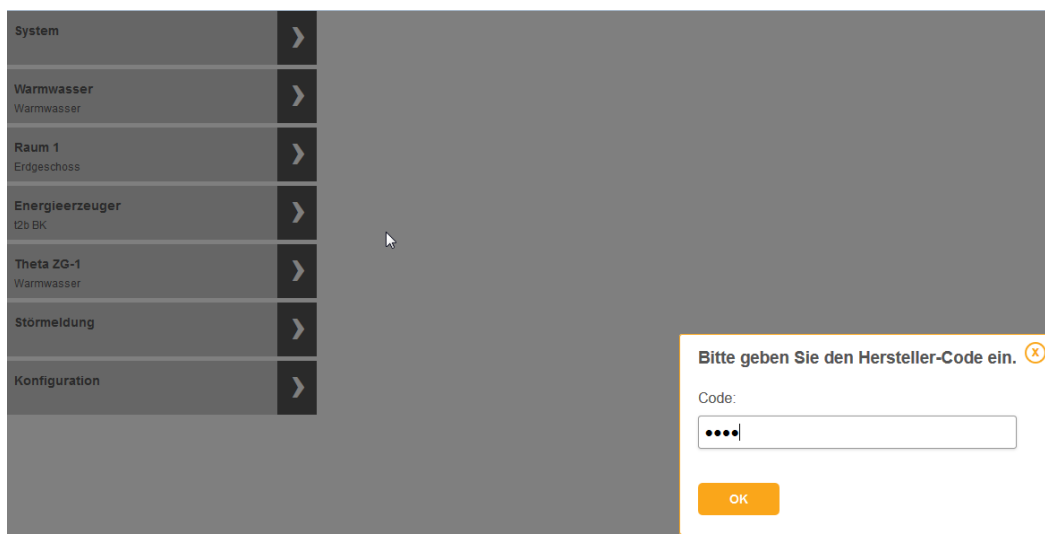 System
Warmwasser
Warmwasser
Raum 1
Erdgeschoss
Energieerzeuger
t2b BK
Theta ZG-1
Warmwasser
Störmeldung
Konfiguration
Bitte geben Sie den Hersteller-Code ein.
Code:
••••
OK